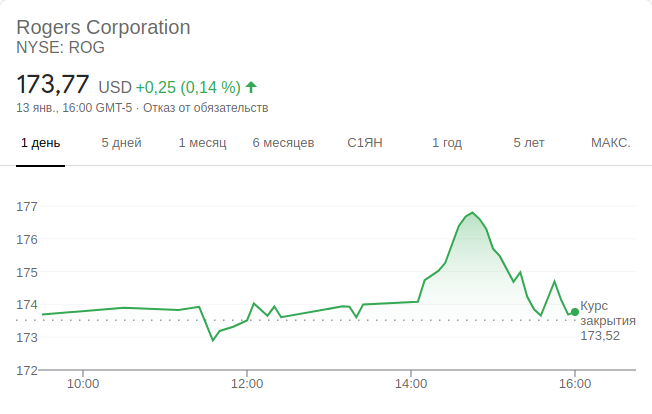 Rogers Corporation
NYSE: ROG
173,77 USD +0,25 (0,14 %)
13 янв., 16:00 GMT-5 · Отказ от обязательств
1 день 5 дней 1 месяц 6 месяцев С1ЯН 1 год 5 лет МАКС.
177
176
175
174
173
172
Курс
закрытия
173,52
10:00 12:00 14:00 16:00